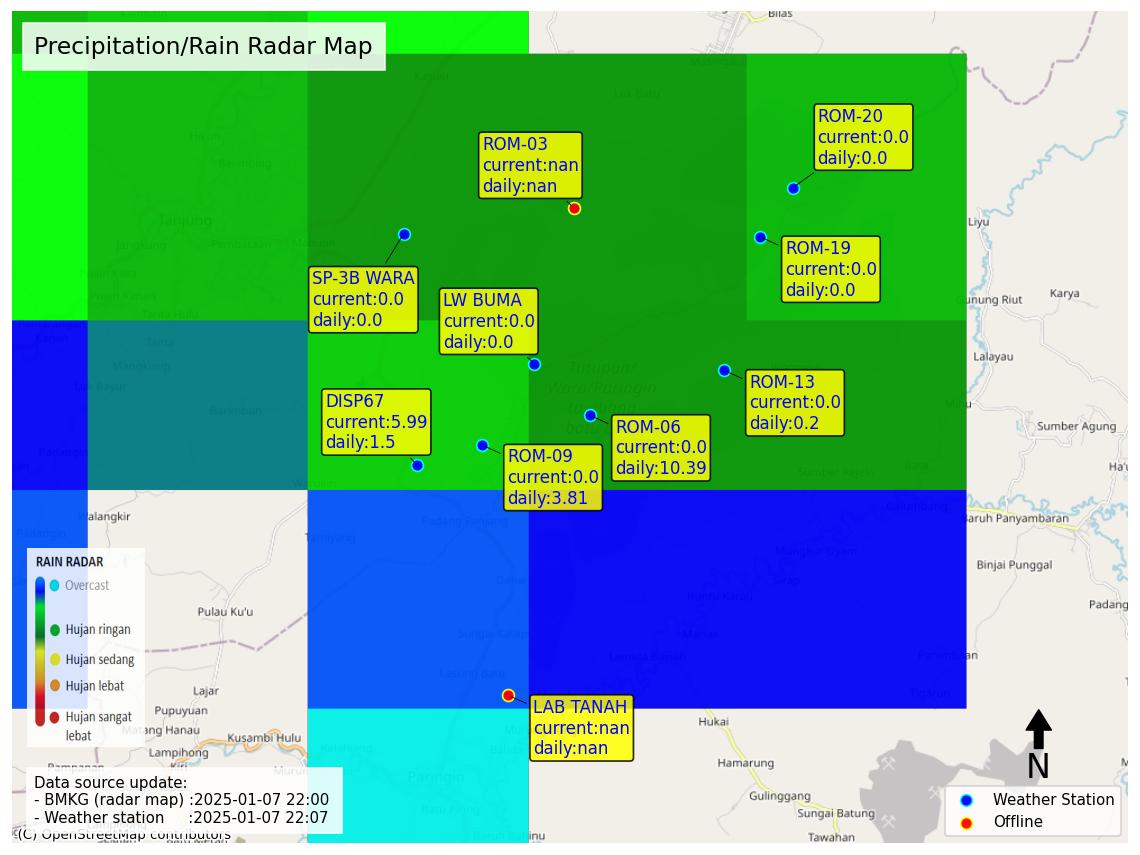 Precipitation/Rain Radar Map
Bilas
ROM-20
current:0.0
daily:0.0
ROM-03
current:nan
daily:nan
Tanjung
Liyu
ROM-19
current:0.0
daily:0.0
SP-3B WARA
current:0.0
daily:0.0
LW BUMA
current:0.0
daily:0.0
Gunung Riut
Karya
Lalayau
ROM-13
current:0.0
daily:0.2
DISP67
current:5.99
daily:1.5
ROM-06
current:0.0
daily:10.39
ROM-09
current:0.0
daily:3.81
Sumber Agung
Walangkir
Baruh Panyambaran
Binjai Punggal
RAIN RADAR
Overcast
Hujan ringan
Hujan sedang
Hujan lebat
Hujan sangat
lebat
Pulau Ku'u
Padang
Lajar
Pupuyuan
Matang Hanau
Lampihong
Kusambi Hulu
LAB TANAH
current:nan
daily:nan
Hukai
Hamarung
Gulinggang
Sungai Batung
Tawahan
Paringin
N
Data source update:
- BMKG (radar map) :2025-01-07 22:00
- Weather station :2025-01-07 22:07
(C) OpenStreetMap contributors
Weather Station
Offline